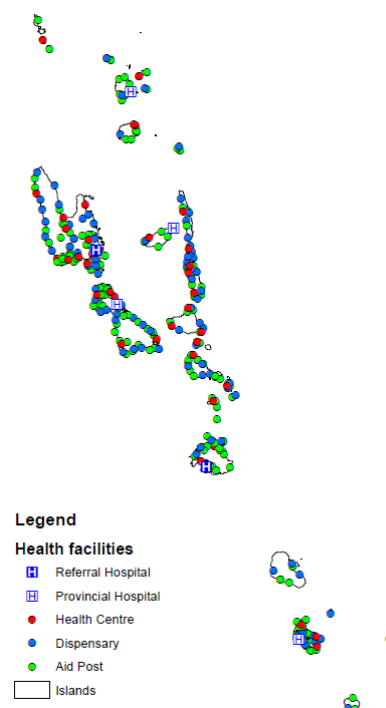 Legend
Health facilities
H Referral Hospital
H Provincial Hospital
Health Centre
Dispensary
Aid Post
Islands